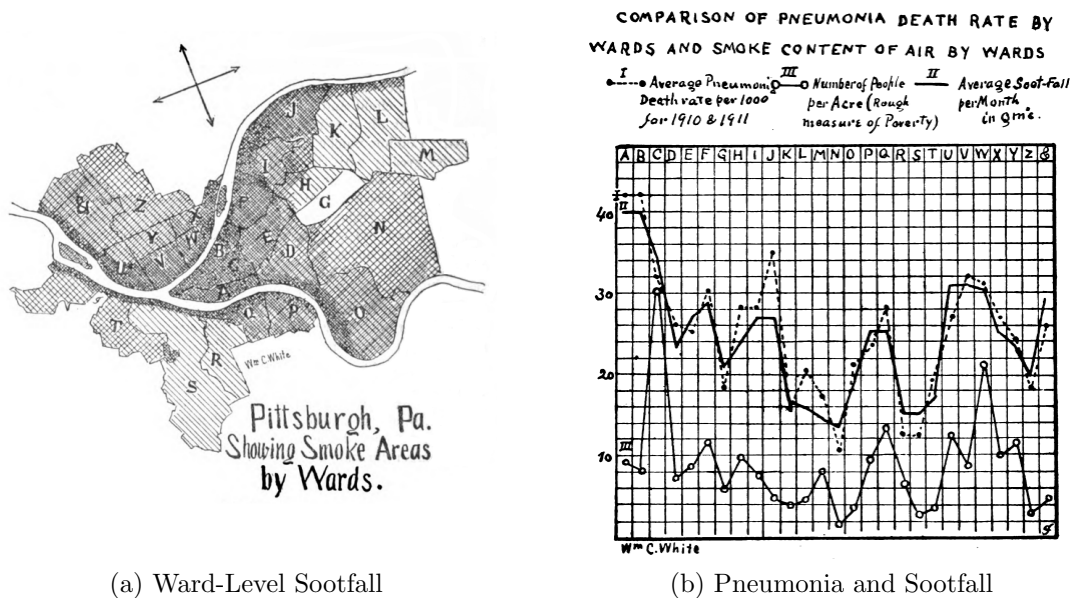 J
K
L
M
I
H
G
F
N
Z
Y
X
W
V
U
B
E
D
C
A
O
Q
P
T
R
S
Wm C. White
Pittsburgh, Pa.
Showing Smoke Areas
by Wards.
(a) Ward-Level Sootfall
COMPARISON OF PNEUMONIA DEATH RATE BY
WARDS AND SMOKE CONTENT OF AIR BY WARDS
I Average Pneumoni
Death rate per 1000
for 1910 & 1911
III Number of People
per Acre (Rough
measure of Poverty)
II Average Soot-Fall
per Month
in gms.
A B C D E F G H I J K L M N O P Q R S T U V W X Y Z &
I
II
40
30
20
III
10
Wm C. White
(b) Pneumonia and Sootfall